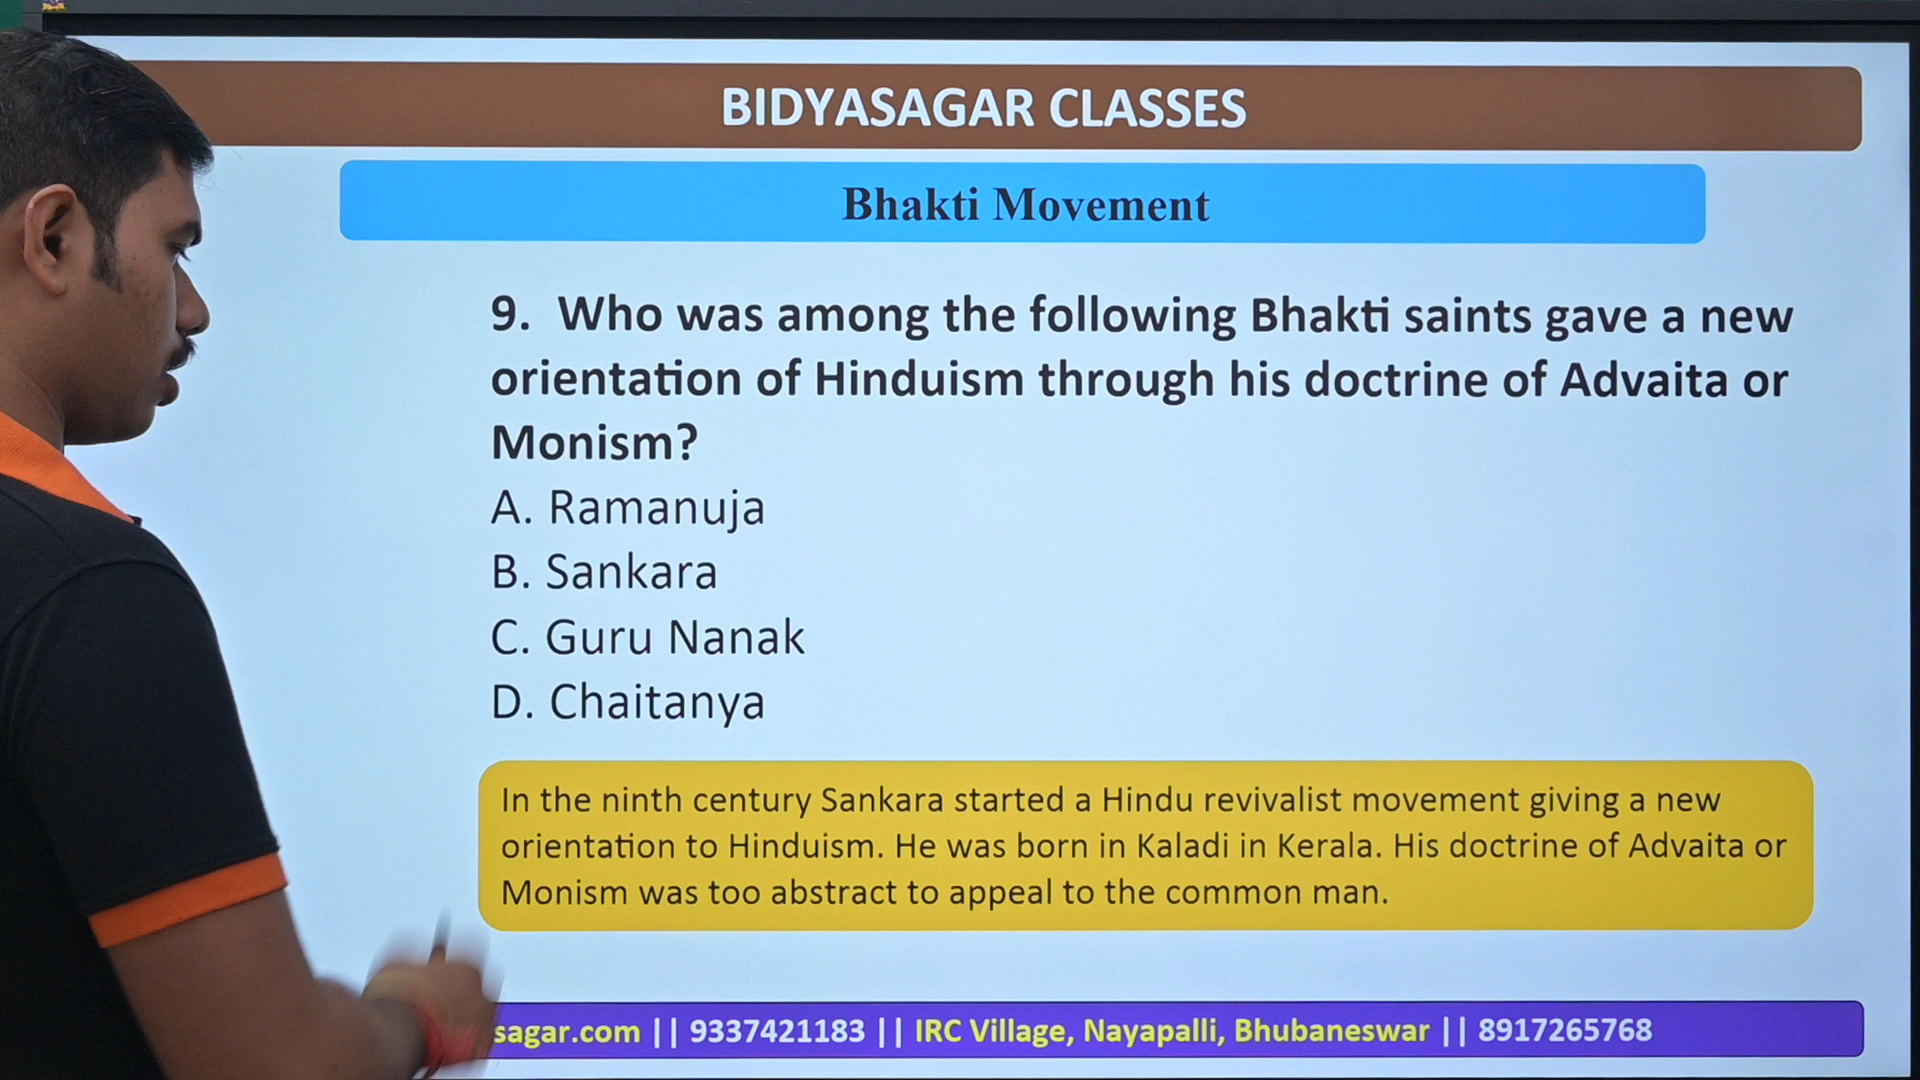 BIDYASAGAR CLASSES
Bhakti Movement
9. Who was among the following Bhakti saints gave a new
orientation of Hinduism through his doctrine of Advaita or
Monism?
A. Ramanuja
B. Sankara
C. Guru Nanak
D. Chaitanya
In the ninth century Sankara started a Hindu revivalist movement giving a new
orientation to Hinduism. He was born in Kaladi in Kerala. His doctrine of Advaita or
Monism was too abstract to appeal to the common man.
sagar.com || 9337421183 || IRC Village, Nayapalli, Bhubaneswar || 8917265768